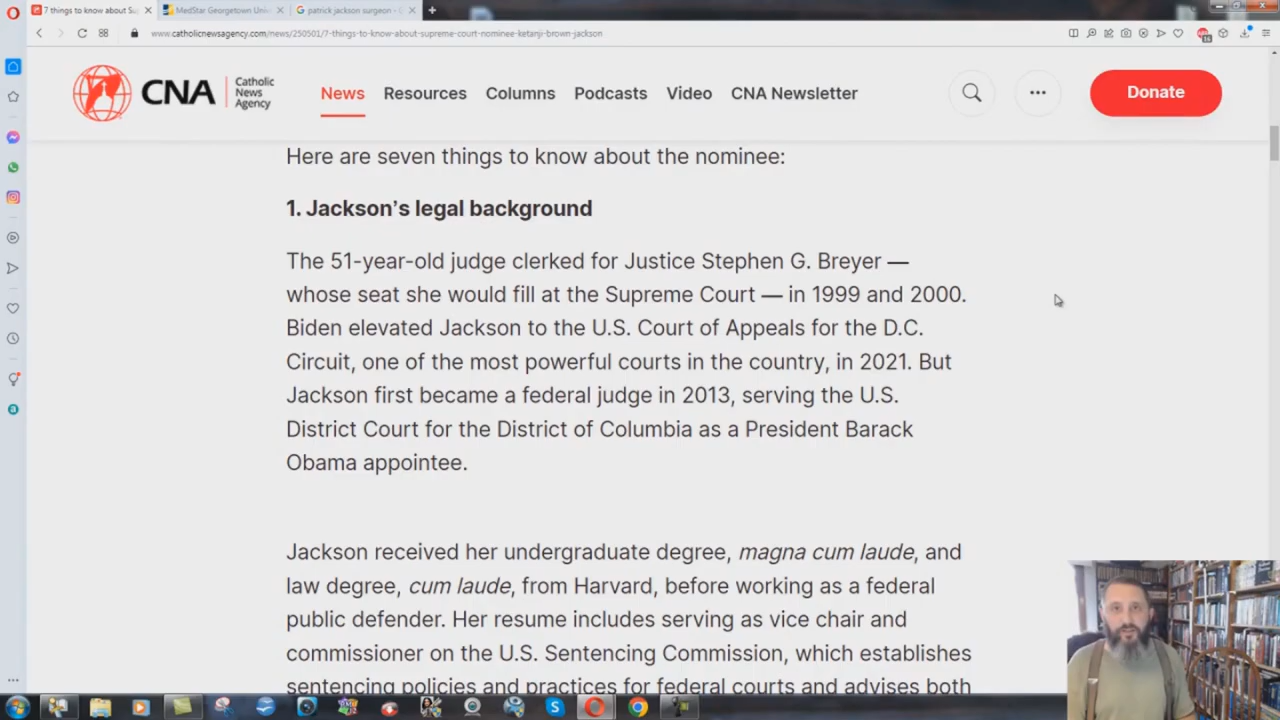 7 things to know about Su
MedStar Georgetown Uni
patrick jackson surgeon - G
www.catholicnewsagency.com/news/250501/7-things-to-know-about-supreme-court-nominee-ketanji-brown-jackson
CNA
Catholic
News
Agency
News
Resources
Columns
Podcasts
Video
CNA Newsletter
Donate
Here are seven things to know about the nominee:
1. Jackson’s legal background
The 51-year-old judge clerked for Justice Stephen G. Breyer —
whose seat she would fill at the Supreme Court — in 1999 and 2000.
Biden elevated Jackson to the U.S. Court of Appeals for the D.C.
Circuit, one of the most powerful courts in the country, in 2021. But
Jackson first became a federal judge in 2013, serving the U.S.
District Court for the District of Columbia as a President Barack
Obama appointee.
Jackson received her undergraduate degree, magna cum laude, and
law degree, cum laude, from Harvard, before working as a federal
public defender. Her resume includes serving as vice chair and
commissioner on the U.S. Sentencing Commission, which establishes
sentencing policies and practices for federal courts and advises both